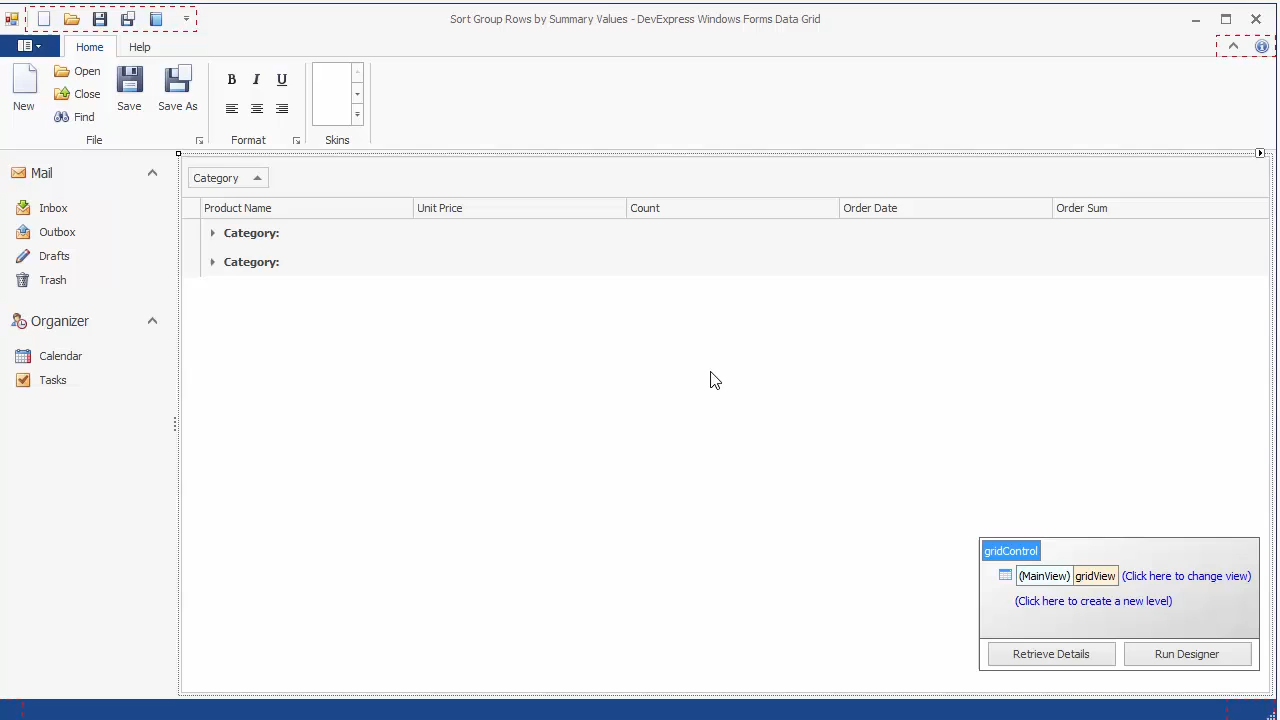 Sort Group Rows by Summary Values - DevExpress Windows Forms Data Grid
Home
Help
New
Open
Close
Find
Save
Save As
B
I
U
File
Format
Skins
Mail
Inbox
Outbox
Drafts
Trash
Organizer
Calendar
Tasks
Category
Product Name
Unit Price
Count
Order Date
Order Sum
Category:
Category:
gridControl
(MainView) gridView (Click here to change view)
(Click here to create a new level)
Retrieve Details
Run Designer